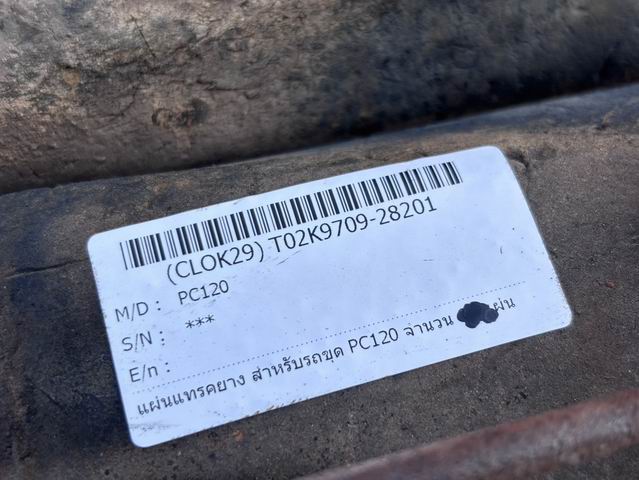 (CLOK29) T02K9709-28201
M/D : PC120
S/N : ***
E/n :
แผ่นแทรคยาง สำหรับรถขุด PC120 จำนวน ผ่น